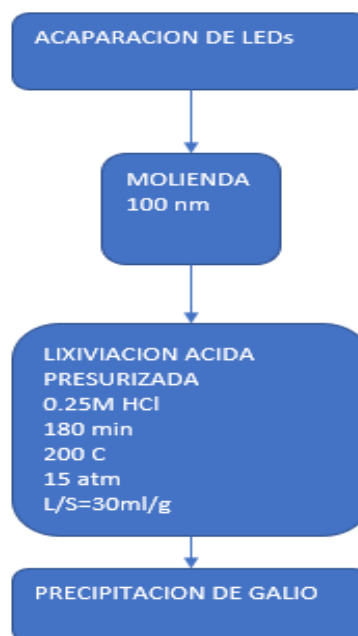 ACAPARACION DE LEDs
MOLIENDA
100 nm
LIXIVIACION ACIDA
PRESURIZADA
0.25M HCl
180 min
200 C
15 atm
L/S=30ml/g
PRECIPITACION DE GALIO